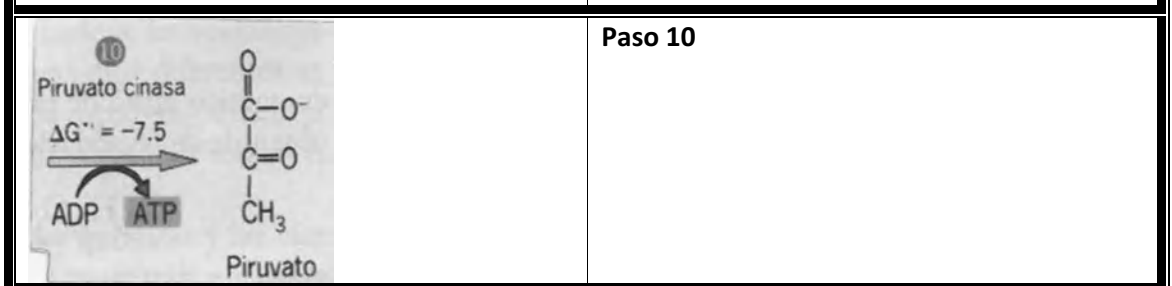 10
Piruvato cinasa
ΔG°' = −7.5
ADP ATP
O
C—O⁻
C=O
CH₃
Piruvato
Paso 10